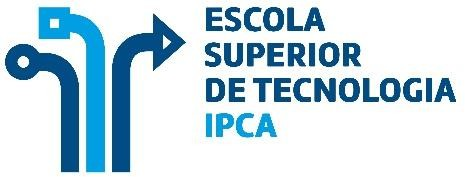 ESCOLA
SUPERIOR
DE TECNOLOGIA
IPCA